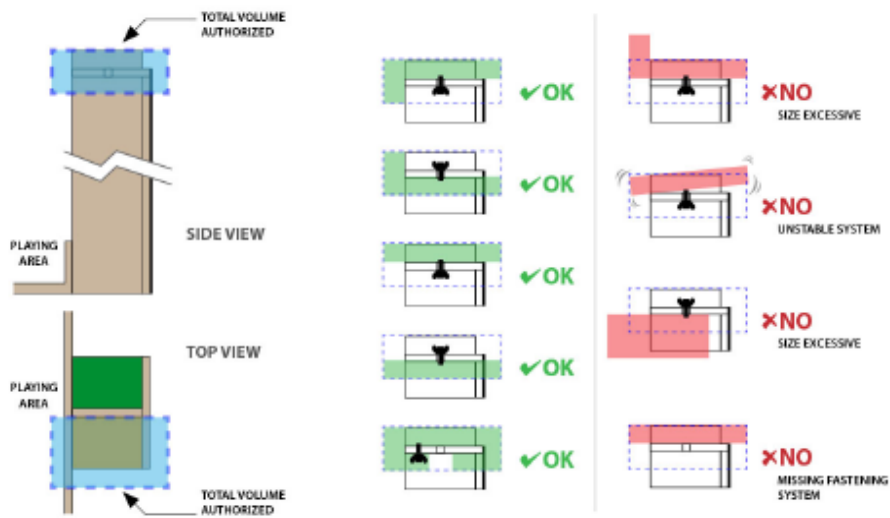 TOTAL VOLUME
AUTHORIZED
SIDE VIEW
PLAYING
AREA
TOP VIEW
PLAYING
AREA
TOTAL VOLUME
AUTHORIZED
✔OK
✔OK
✔OK
✔OK
✔OK
✘NO
SIZE EXCESSIVE
✘NO
UNSTABLE SYSTEM
✘NO
SIZE EXCESSIVE
✘NO
MISSING FASTENING
SYSTEM